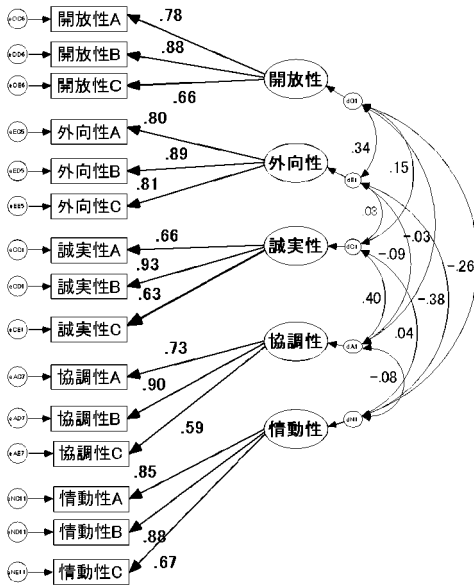 開放性A
.78
開放性B
.88
開放性C
.66
開放性
外向性A
.80
外向性B
.89
外向性C
.81
外向性
誠実性A
.66
誠実性B
.93
誠実性C
.63
誠実性
協調性A
.73
協調性B
.90
協調性C
.59
協調性
情動性A
.85
情動性B
.88
情動性C
.67
情動性
.34
.15
.03
-.03
-.09
-.26
.40
.04
-.38
-.08